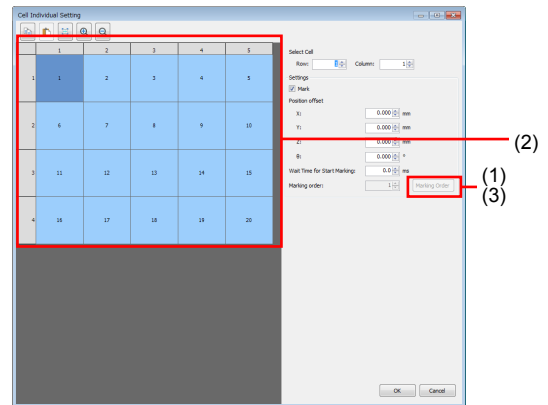 Cell Individual Setting
1 2 3 4 5
1 1 2 3 4 5
2 6 7 8 9 10
3 11 12 13 14 15
4 16 17 18 19 20
Select Cell
Row: 1 Column: 1
Settings
Mark
Position offset
X: 0.000 mm
Y: 0.000 mm
Z: 0.000 mm
θ: 0.000 °
Wait Time for Start Marking: 0.0 ms
Marking order: 1 Marking Order
OK Cancel
(2)
(1)
(3)